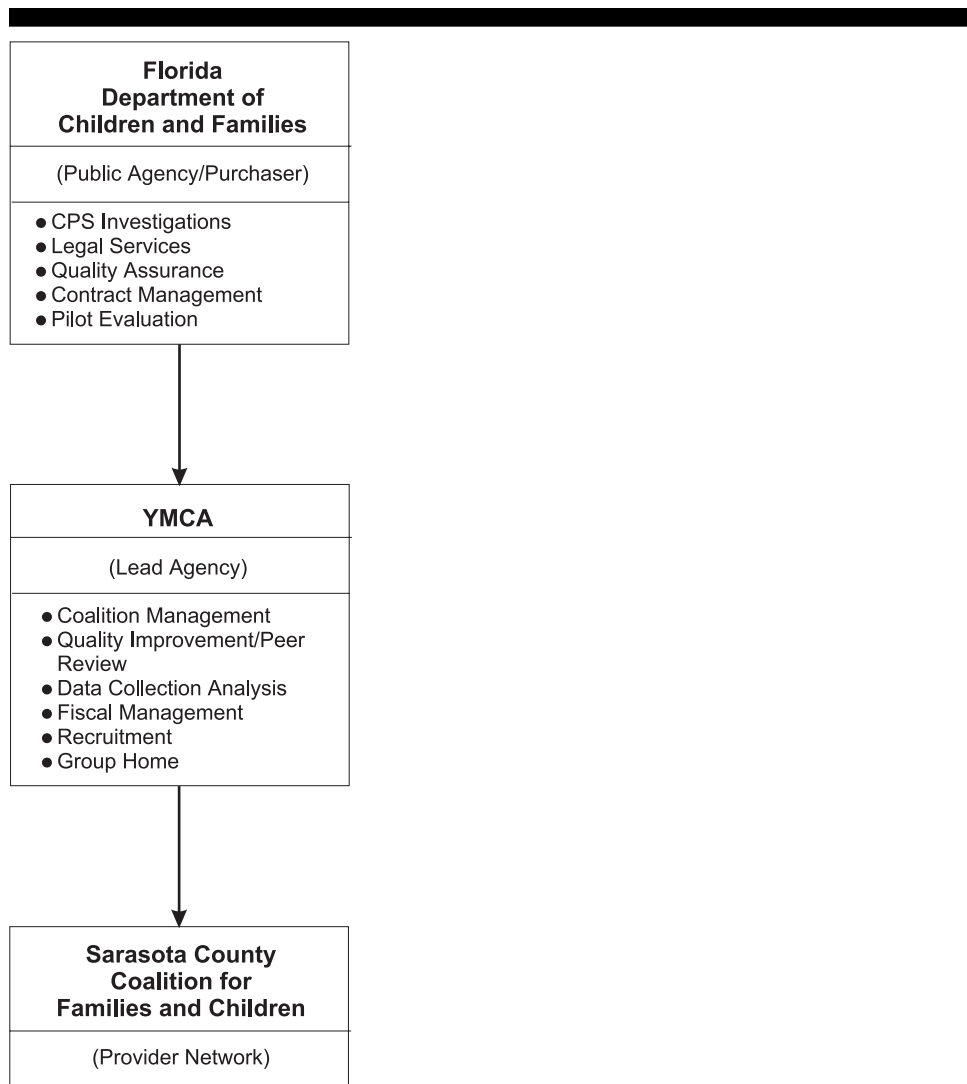 Florida
Department of
Children and Families
(Public Agency/Purchaser)
● CPS Investigations
● Legal Services
● Quality Assurance
● Contract Management
● Pilot Evaluation
YMCA
(Lead Agency)
● Coalition Management
● Quality Improvement/Peer
Review
● Data Collection Analysis
● Fiscal Management
● Recruitment
● Group Home
Sarasota County
Coalition for
Families and Children
(Provider Network)